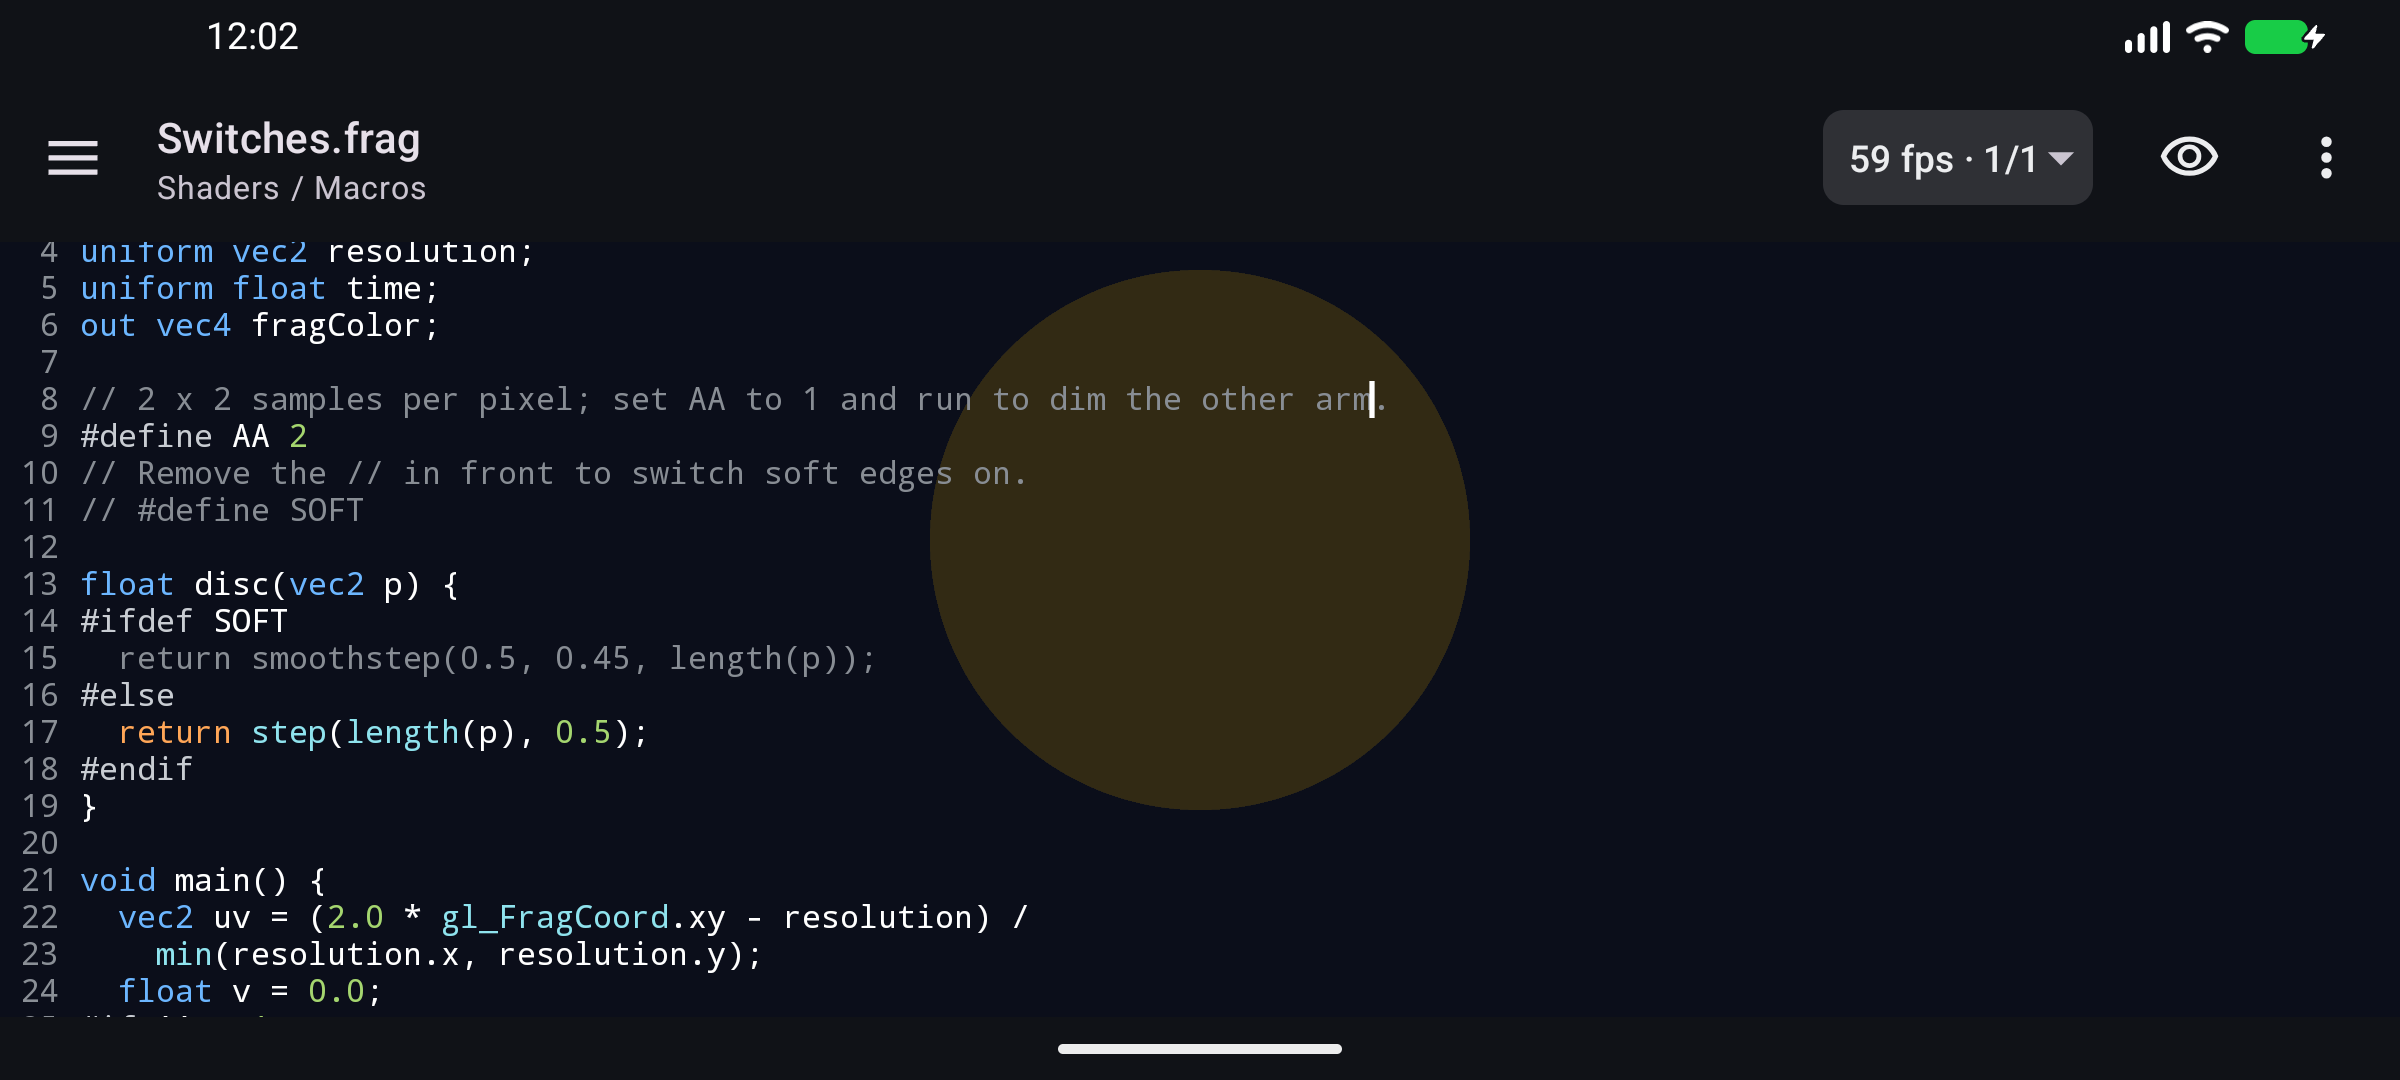 12:02
Switches.frag
Shaders / Macros
59 fps · 1/1
4 uniform vec2 resolution;
5 uniform float time;
6 out vec4 fragColor;
7
8 // 2 x 2 samples per pixel; set AA to 1 and run to dim the other arm.
9 #define AA 2
10 // Remove the // in front to switch soft edges on.
11 // #define SOFT
12
13 float disc(vec2 p) {
14 #ifdef SOFT
15   return smoothstep(0.5, 0.45, length(p));
16 #else
17   return step(length(p), 0.5);
18 #endif
19 }
20
21 void main() {
22   vec2 uv = (2.0 * gl_FragCoord.xy - resolution) /
23     min(resolution.x, resolution.y);
24   float v = 0.0;